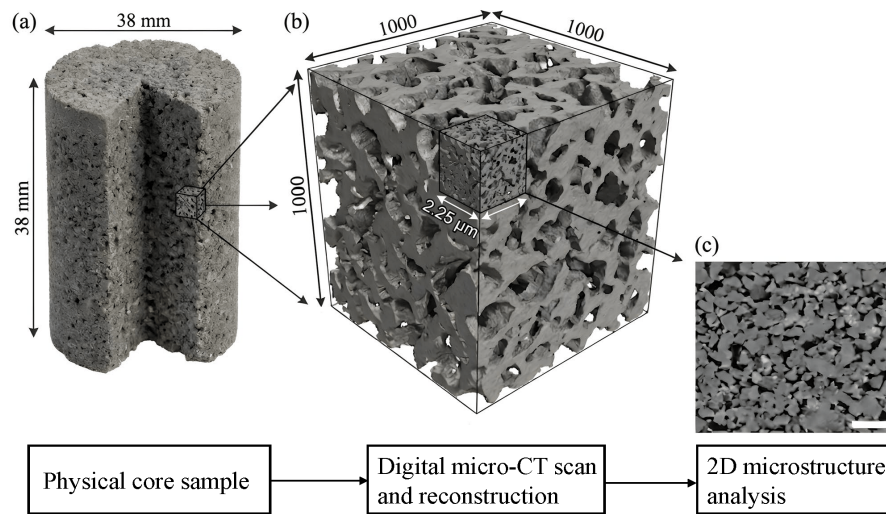 (a)
38 mm
38 mm
(b)
1000
1000
1000
2.25 μm
(c)
Physical core sample
Digital micro-CT scan
and reconstruction
2D microstructure
analysis